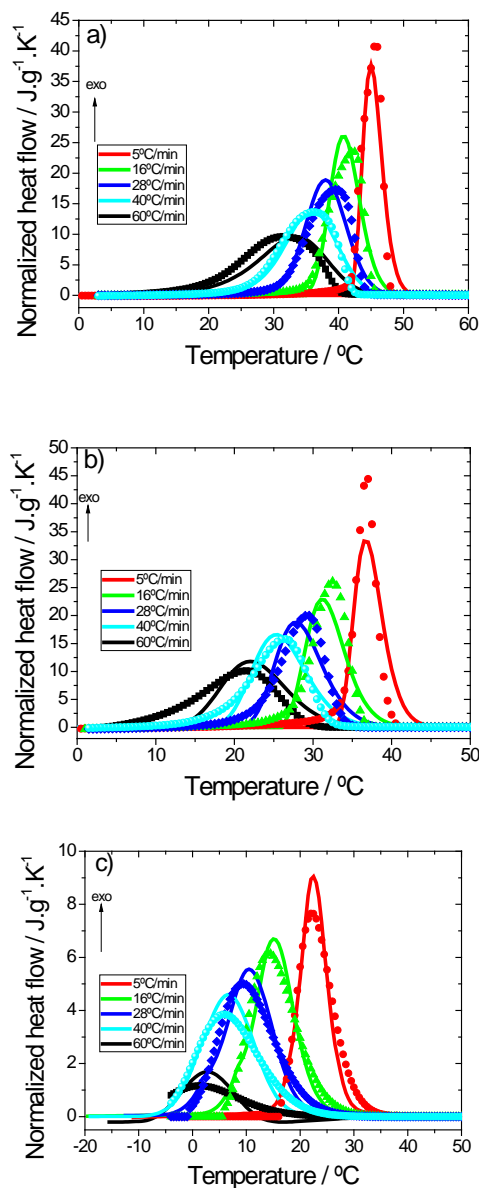 a)
45
40
35
30
25
20
15
10
5
0
Normalized heat flow / J.g⁻¹.K⁻¹
exo
5ºC/min
16ºC/min
28ºC/min
40ºC/min
60ºC/min
0 10 20 30 40 50 60
Temperature / ºC
b)
50
45
40
35
30
25
20
15
10
5
0
Normalized heat flow / J.g⁻¹.K⁻¹
exo
5ºC/min
16ºC/min
28ºC/min
40ºC/min
60ºC/min
0 10 20 30 40 50
Temperature / ºC
c)
10
8
6
4
2
0
Normalized heat flow / J.g⁻¹.K⁻¹
exo
5ºC/min
16ºC/min
28ºC/min
40ºC/min
60ºC/min
-20 -10 0 10 20 30 40 50
Temperature / ºC